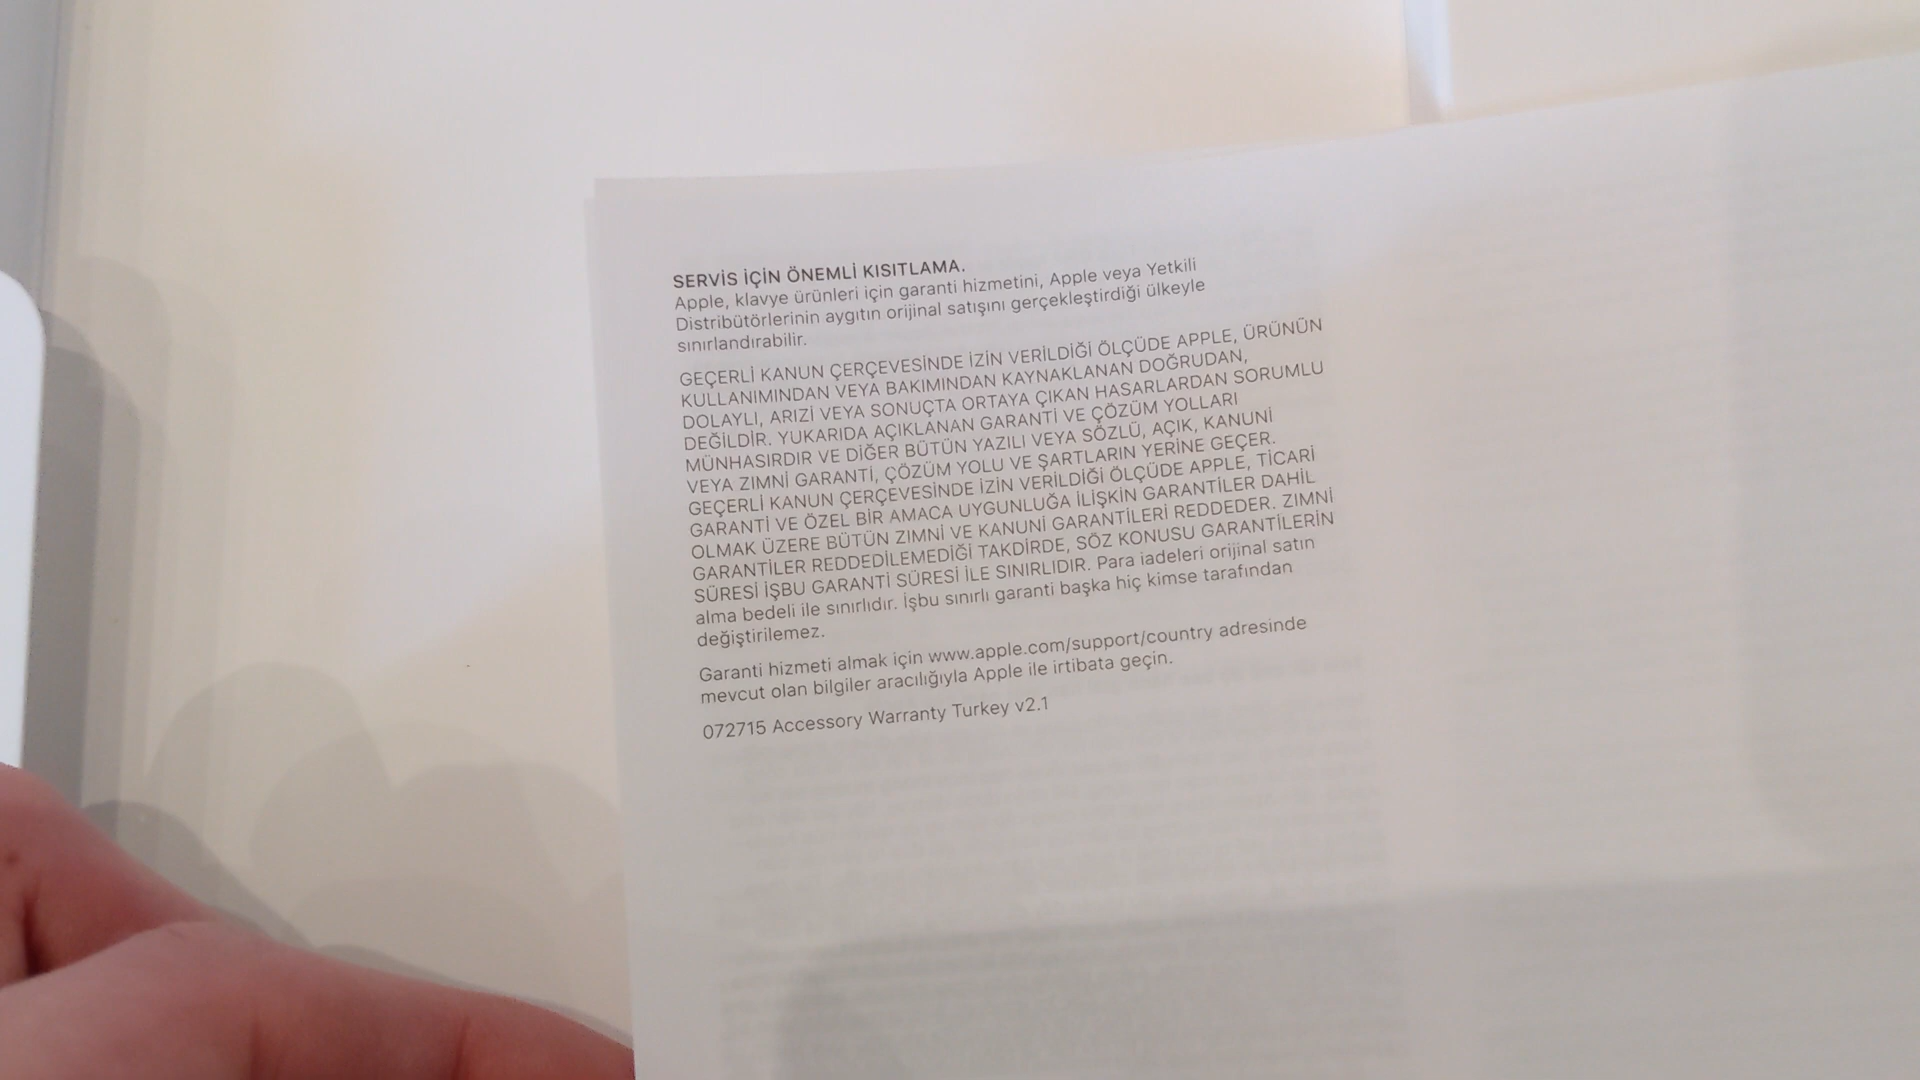 SERVİS İÇİN ÖNEMLİ KISITLAMA.
Apple, klavye ürünleri için garanti hizmetini, Apple veya Yetkili
Distribütörlerinin aygıtın orijinal satışını gerçekleştirdiği ülkeyle
sınırlandırabilir.
GEÇERLİ KANUN ÇERÇEVESİNDE İZİN VERİLDİĞİ ÖLÇÜDE APPLE, ÜRÜNÜN
KULLANIMINDAN VEYA BAKIMINDAN KAYNAKLANAN DOĞRUDAN,
DOLAYLI, ARIZİ VEYA SONUÇTA ORTAYA ÇIKAN HASARLARDAN SORUMLU
DEĞİLDİR. YUKARIDA AÇIKLANAN GARANTİ VE ÇÖZÜM YOLLARI
MÜNHASIRDIR VE DİĞER BÜTÜN YAZILI VEYA SÖZLÜ, AÇIK, KANUNİ
VEYA ZIMNİ GARANTİ, ÇÖZÜM YOLU VE ŞARTLARIN YERİNE GEÇER.
GEÇERLİ KANUN ÇERÇEVESİNDE İZİN VERİLDİĞİ ÖLÇÜDE APPLE, TİCARİ
GARANTİ VE ÖZEL BİR AMACA UYGUNLUĞA İLİŞKİN GARANTİLER DAHİL
OLMAK ÜZERE BÜTÜN ZIMNİ VE KANUNİ GARANTİLERİ REDDEDER. ZIMNİ
GARANTİLER REDDEDİLEMEDİĞİ TAKDİRDE, SÖZ KONUSU GARANTİLERİN
SÜRESİ İŞBU GARANTİ SÜRESİ İLE SINIRLIDIR. Para iadeleri orijinal satın
alma bedeli ile sınırlıdır. İşbu sınırlı garanti başka hiç kimse tarafından
değiştirilemez.
Garanti hizmeti almak için www.apple.com/support/country adresinde
mevcut olan bilgiler aracılığıyla Apple ile irtibata geçin.
072715 Accessory Warranty Turkey v2.1